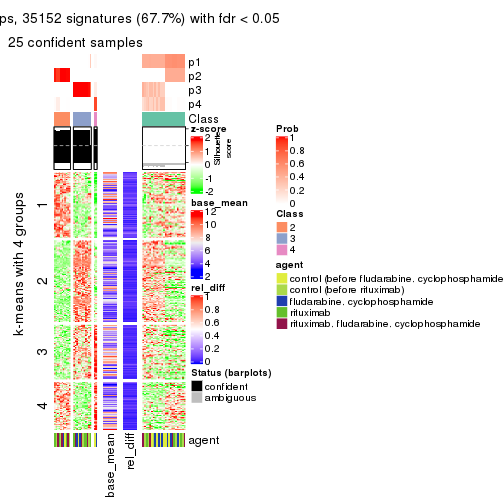 ps, 35152 signatures (67.7%) with fdr < 0.05
25 confident samples
p1
p2
p3
p4
Class
Silhouette
score
k-means with 4 groups
1
2
3
4
base_mean
rel_diff
agent
z-score
2
1
0
-1
-2
base_mean
12
10
8
6
4
2
rel_diff
1
0.8
0.6
0.4
0.2
0
Status (barplots)
confident
ambiguous
Prob
1
0.8
0.6
0.4
0.2
0
Class
2
3
4
agent
control (before fludarabine. cyclophosphamide
control (before rituximab)
fludarabine. cyclophosphamide
rituximab
rituximab. fludarabine. cyclophosphamide